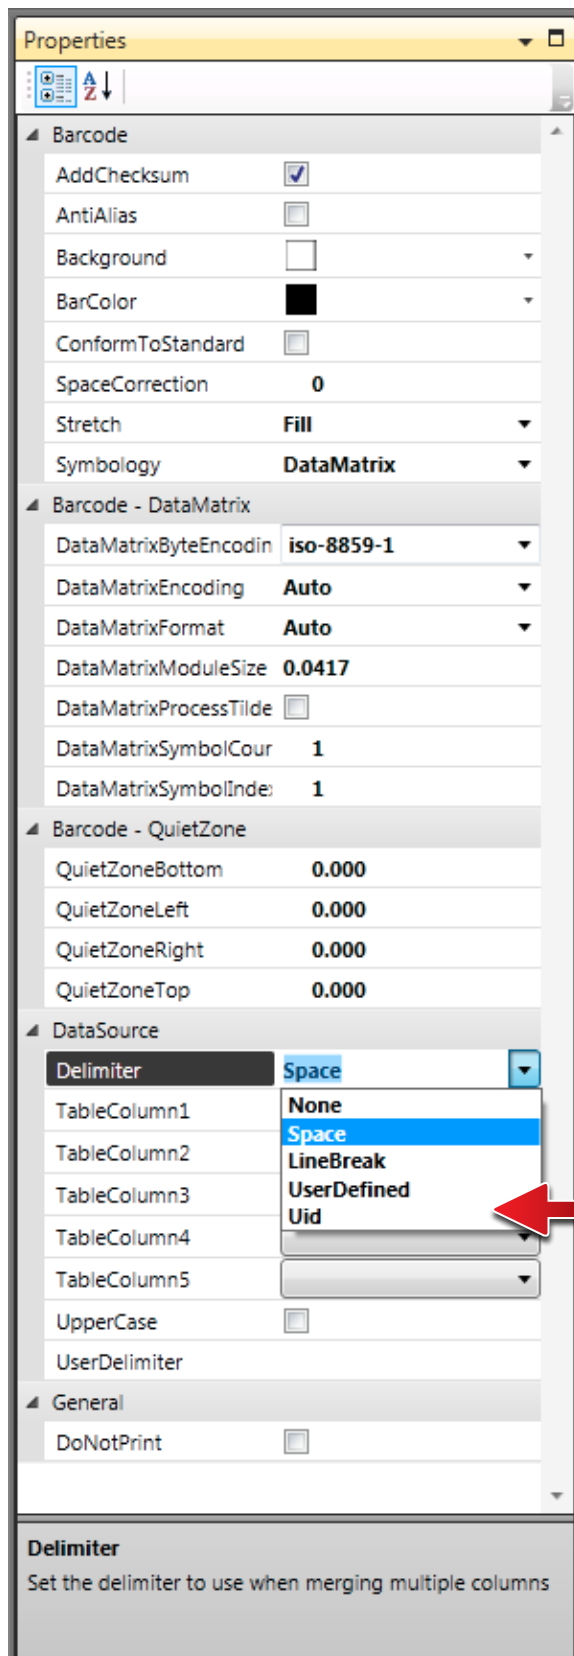 Properties
A
Z
Barcode
AddChecksum
AntiAlias
Background
BarColor
ConformToStandard
SpaceCorrection 0
Stretch Fill
Symbology DataMatrix
Barcode - DataMatrix
DataMatrixByteEncodin iso-8859-1
DataMatrixEncoding Auto
DataMatrixFormat Auto
DataMatrixModuleSize 0.0417
DataMatrixProcessTilde
DataMatrixSymbolCour 1
DataMatrixSymbolInde 1
Barcode - QuietZone
QuietZoneBottom 0.000
QuietZoneLeft 0.000
QuietZoneRight 0.000
QuietZoneTop 0.000
DataSource
Delimiter Space
None
TableColumn1
Space
TableColumn2
LineBreak
TableColumn3
UserDefined
Uid
TableColumn4
TableColumn5
UpperCase
UserDelimiter
General
DoNotPrint
Delimiter
Set the delimiter to use when merging multiple columns